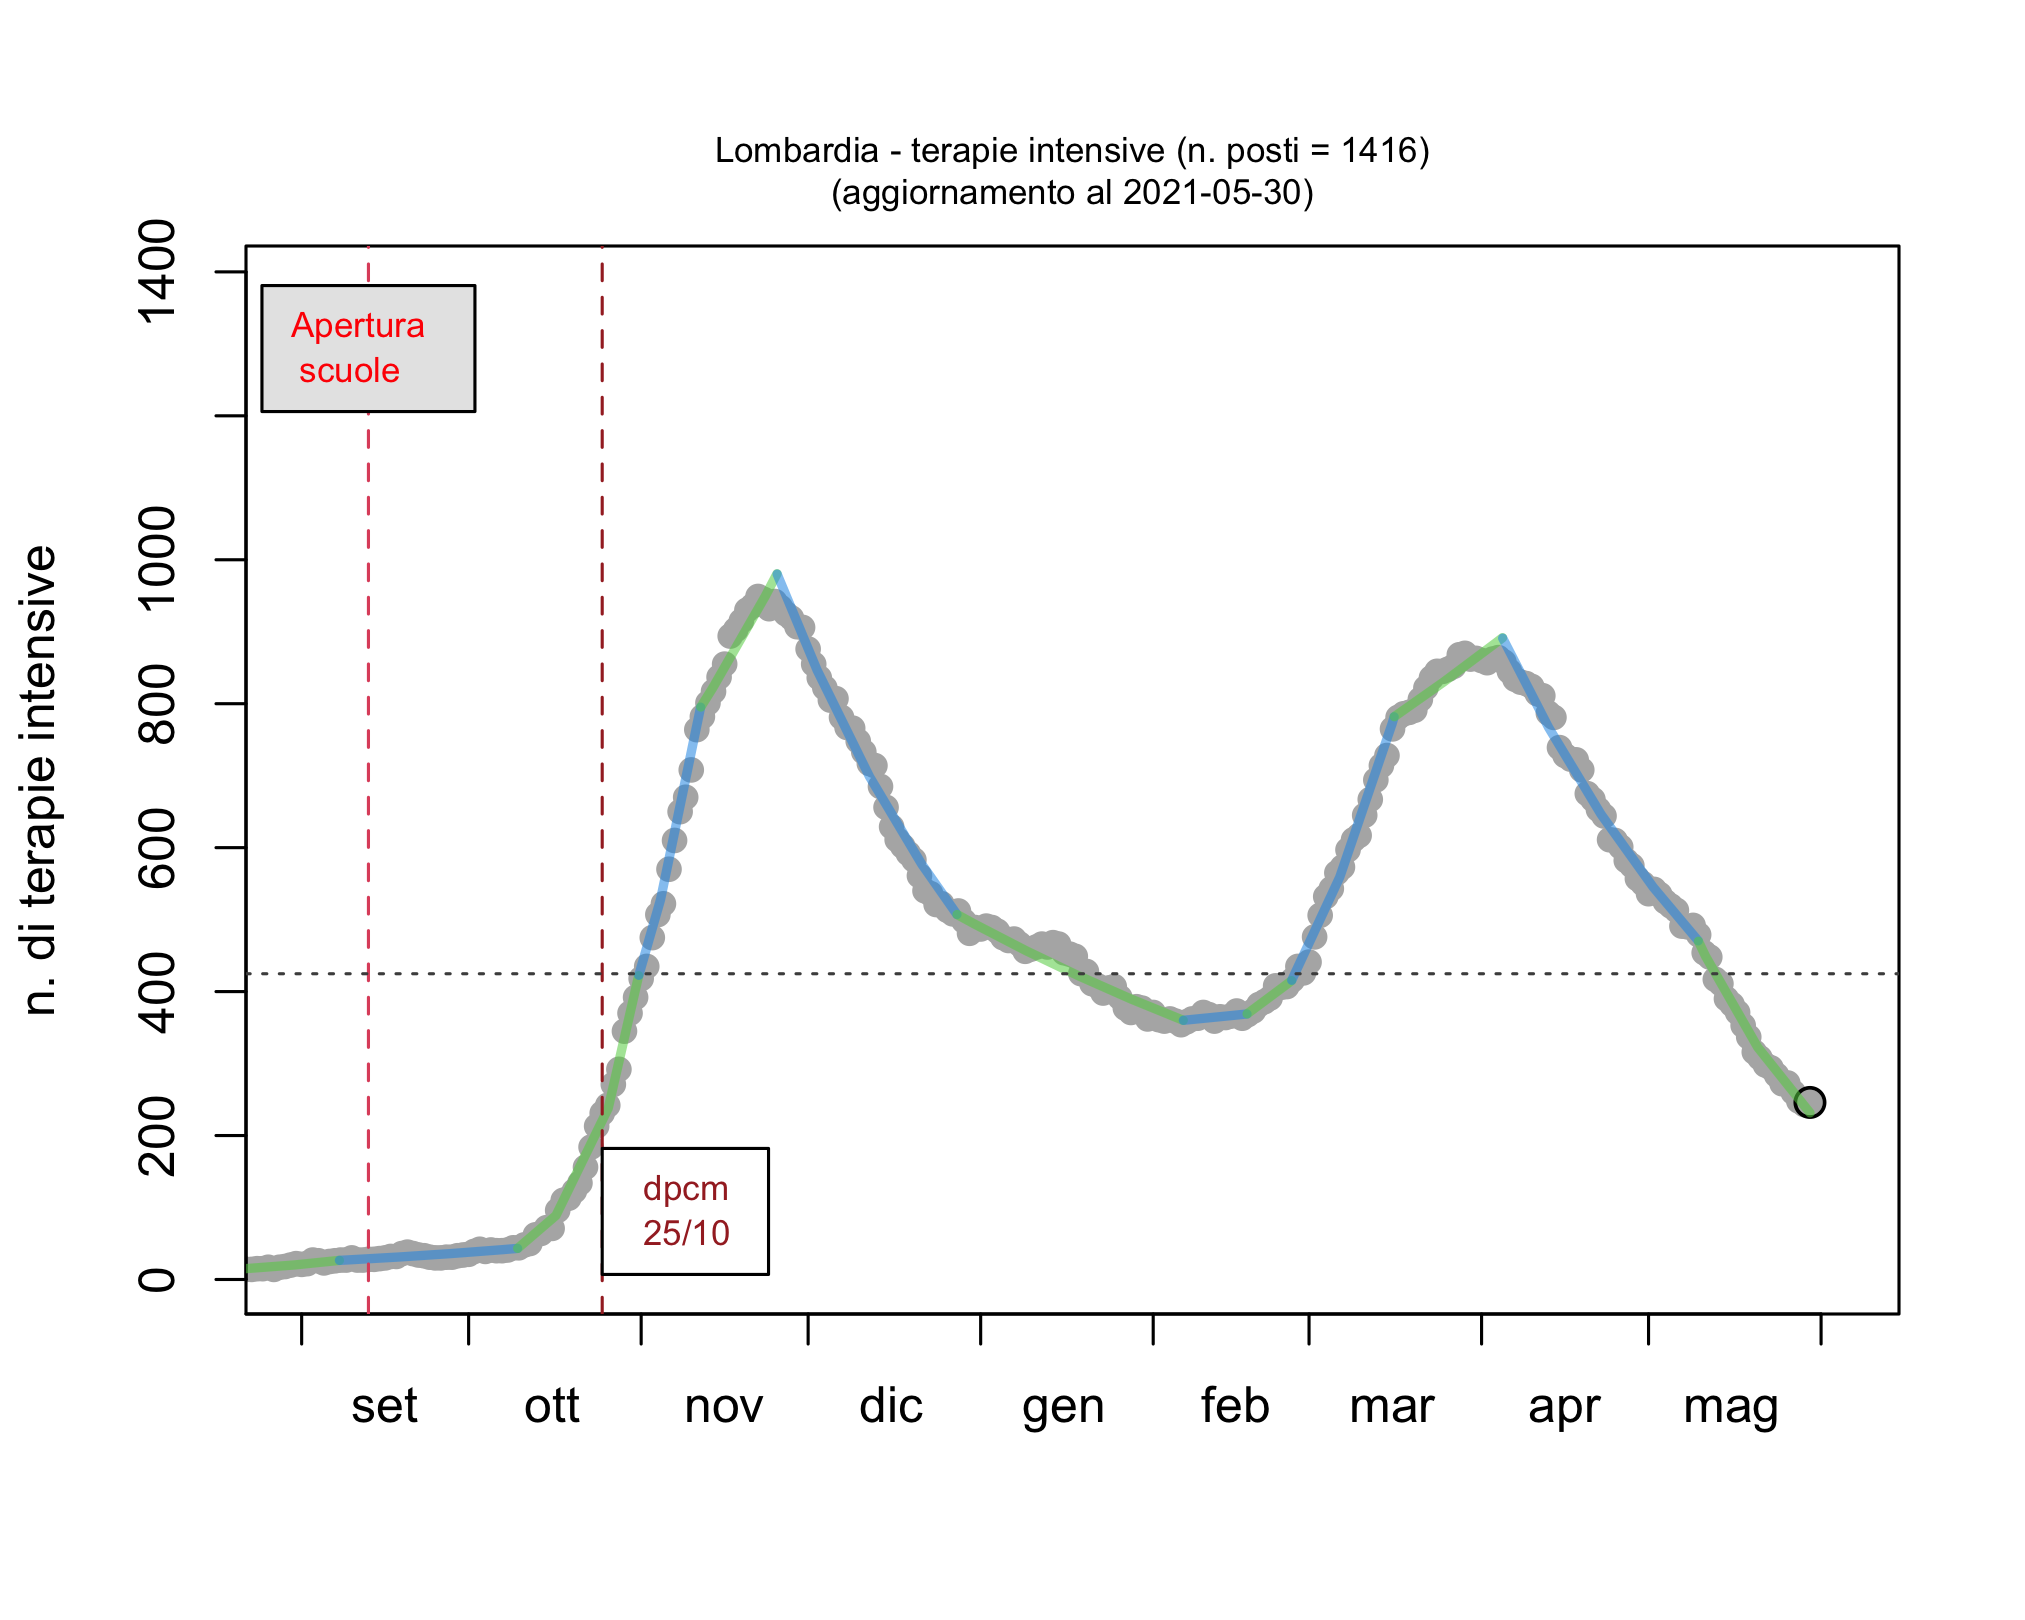 Lombardia - terapie intensive (n. posti = 1416)
(aggiornamento al 2021-05-30)
n. di terapie intensive
1400
1000
800
600
400
200
0
Apertura
scuole
dpcm
25/10
set ott nov dic gen feb mar apr mag